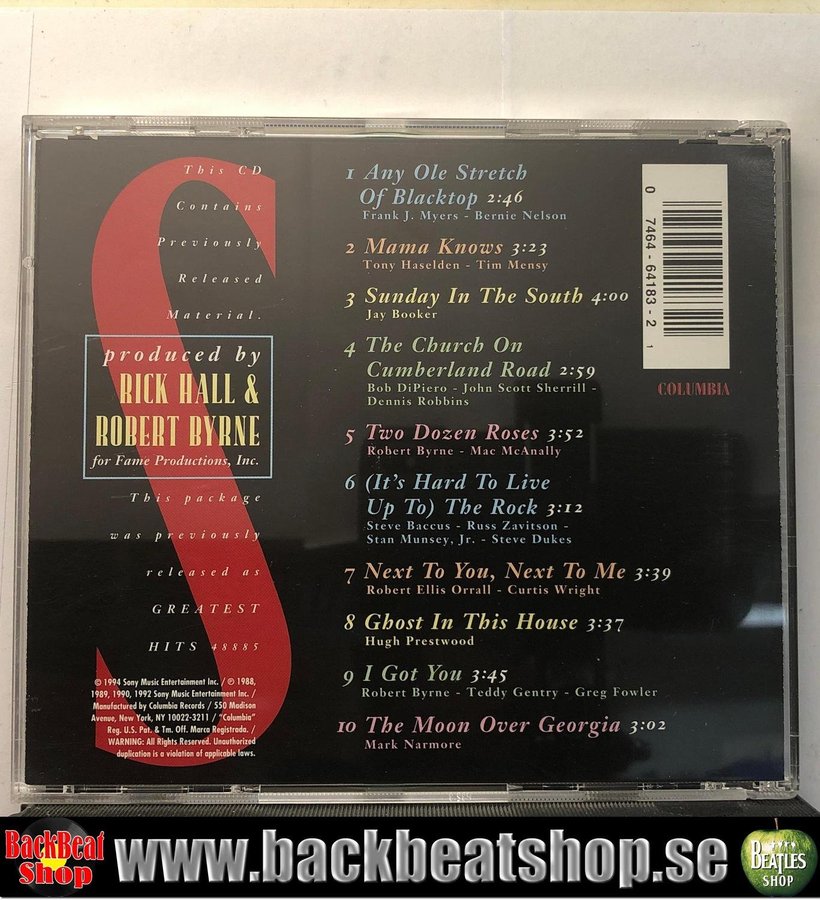 This CD
Contains
Previously
Released
Material.
produced by
RICK HALL &
ROBERT BYRNE
for Fame Productions, Inc.
This package
was previously
released as
GREATEST
HITS 48885
© 1994 Sony Music Entertainment Inc. / ℗ 1988,
1989, 1990, 1992 Sony Music Entertainment Inc. /
Manufactured by Columbia Records / 550 Madison
Avenue, New York, NY 10022-3211 / "Columbia"
Reg. U.S. Pat. & Tm. Off. Marca Registrada. /
WARNING: All Rights Reserved. Unauthorized
duplication is a violation of applicable laws.
1 Any Ole Stretch
Of Blacktop 2:46
Frank J. Myers - Bernie Nelson
2 Mama Knows 3:23
Tony Haselden - Tim Mensy
3 Sunday In The South 4:00
Jay Booker
4 The Church On
Cumberland Road 2:59
Bob DiPiero - John Scott Sherrill -
Dennis Robbins
5 Two Dozen Roses 3:52
Robert Byrne - Mac McAnally
6 (It's Hard To Live
Up To) The Rock 3:12
Steve Baccus - Russ Zavitson -
Stan Munsey, Jr. - Steve Dukes
7 Next To You, Next To Me 3:39
Robert Ellis Orrall - Curtis Wright
8 Ghost In This House 3:37
Hugh Prestwood
9 I Got You 3:45
Robert Byrne - Teddy Gentry - Greg Fowler
10 The Moon Over Georgia 3:02
Mark Narmore
0 7464-64183-2 1
COLUMBIA
BackBeat
Shop
www.backbeatshop.se
BEATLES
SHOP